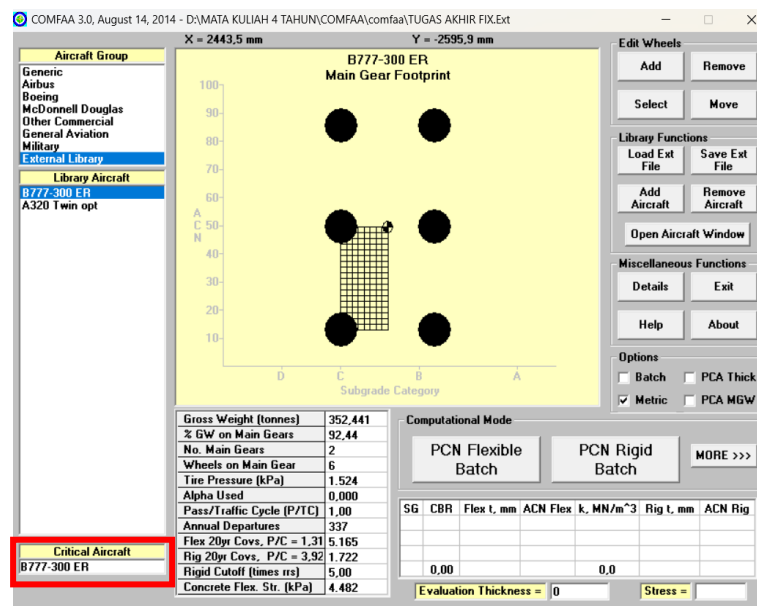 COMFAA 3.0, August 14, 2014 - D:\MATA KULIAH 4 TAHUN\COMFAA\comfaa\TUGAS AKHIR FIX.Ext
X = 2443,5 mm Y = -2595,9 mm
Aircraft Group
Generic
Airbus
Boeing
McDonnell Douglas
Other Commercial
General Aviation
Military
External Library
Library Aircraft
B777-300 ER
A320 Twin opt
Critical Aircraft
B777-300 ER
B777-300 ER
Main Gear Footprint
100
90
80
70
60
50
40
30
20
10
A
C
N
D C B A
Subgrade Category
Gross Weight (tonnes) 352,441
% GW on Main Gears 92,44
No. Main Gears 2
Wheels on Main Gear 6
Tire Pressure (kPa) 1.524
Alpha Used 0,000
Pass/Traffic Cycle (P/TC) 1,00
Annual Departures 337
Flex 20yr Covs, P/C = 1,31 5.165
Rig 20yr Covs, P/C = 3,92 1.722
Rigid Cutoff (times rrs) 5,00
Concrete Flex. Str. (kPa) 4.482
Edit Wheels
Add Remove
Select Move
Library Functions
Load Ext File Save Ext File
Add Aircraft Remove Aircraft
Open Aircraft Window
Miscellaneous Functions
Details Exit
Help About
Options
Batch PCA Thick
Metric PCA MGW
Computational Mode
PCN Flexible Batch PCN Rigid Batch MORE >>>
SG CBR Flex t, mm ACN Flex k, MN/m^3 Rig t, mm ACN Rig
0,00 0,0
Evaluation Thickness = 0 Stress =